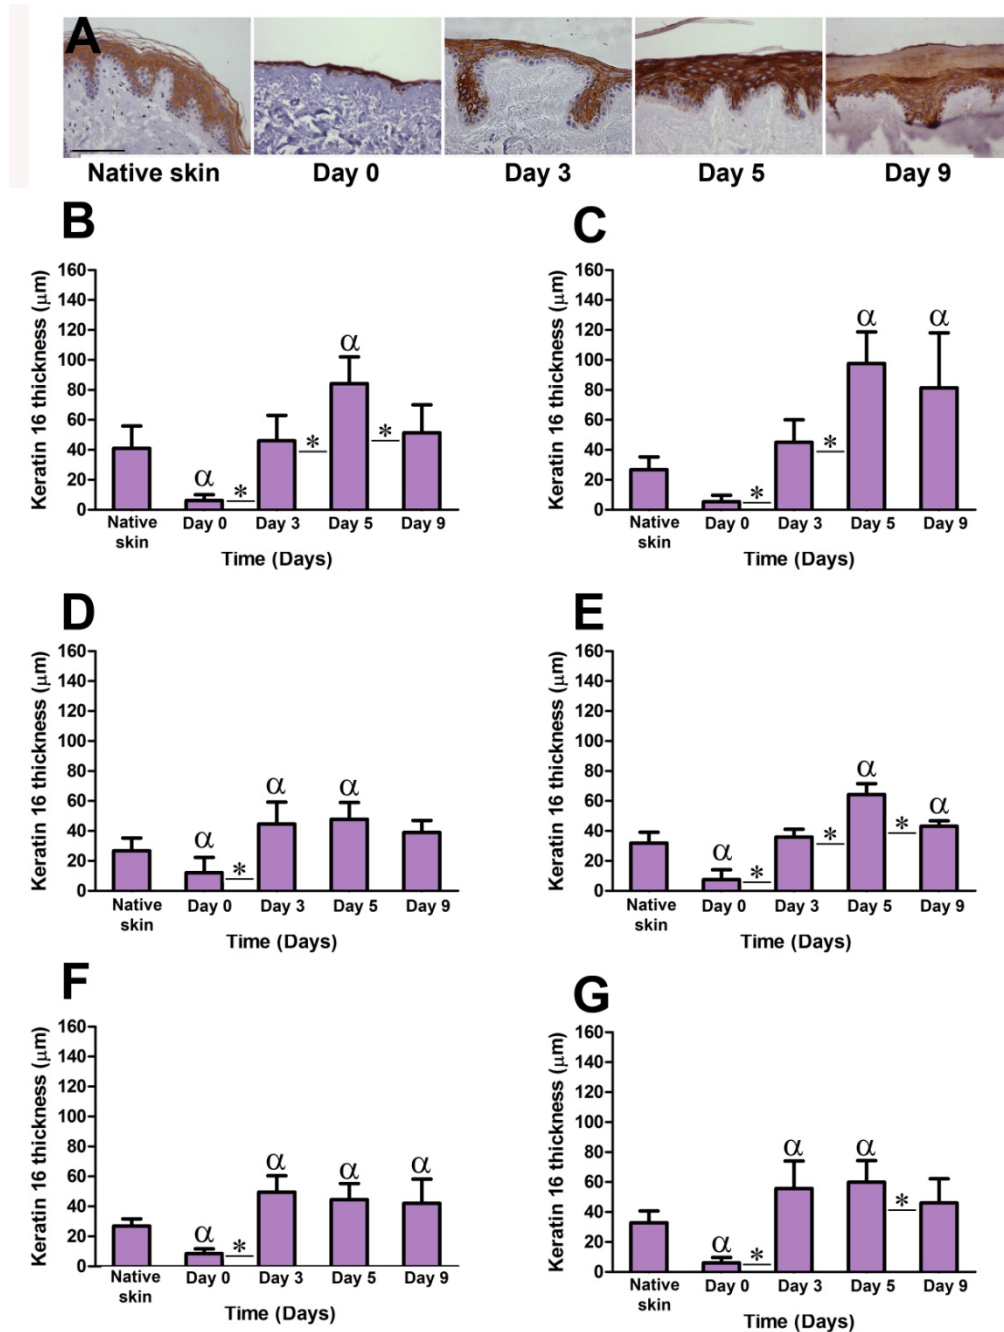 A
Native skin Day 0 Day 3 Day 5 Day 9
B
Keratin 16 thickness (μm)
160
140
120
100
80
60
40
20
0
α
*
*
α
*
Native skin Day 0 Day 3 Day 5 Day 9
Time (Days)
C
Keratin 16 thickness (μm)
160
140
120
100
80
60
40
20
0
*
*
α
α
Native skin Day 0 Day 3 Day 5 Day 9
Time (Days)
D
Keratin 16 thickness (μm)
160
140
120
100
80
60
40
20
0
α
*
α
α
Native skin Day 0 Day 3 Day 5 Day 9
Time (Days)
E
Keratin 16 thickness (μm)
160
140
120
100
80
60
40
20
0
α
*
*
α
*
α
Native skin Day 0 Day 3 Day 5 Day 9
Time (Days)
F
Keratin 16 thickness (μm)
160
140
120
100
80
60
40
20
0
α
*
α
α
α
Native skin Day 0 Day 3 Day 5 Day 9
Time (Days)
G
Keratin 16 thickness (μm)
160
140
120
100
80
60
40
20
0
α
*
α
α
*
Native skin Day 0 Day 3 Day 5 Day 9
Time (Days)